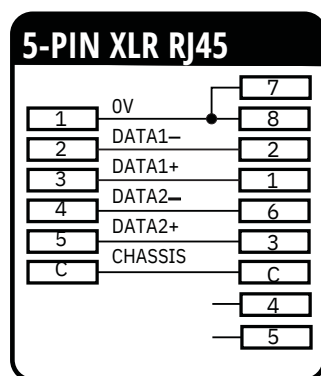 5-PIN XLR RJ45
7
1 0V 8
2 DATA1− 2
3 DATA1+ 1
4 DATA2− 6
5 DATA2+ 3
C CHASSIS C
4
5